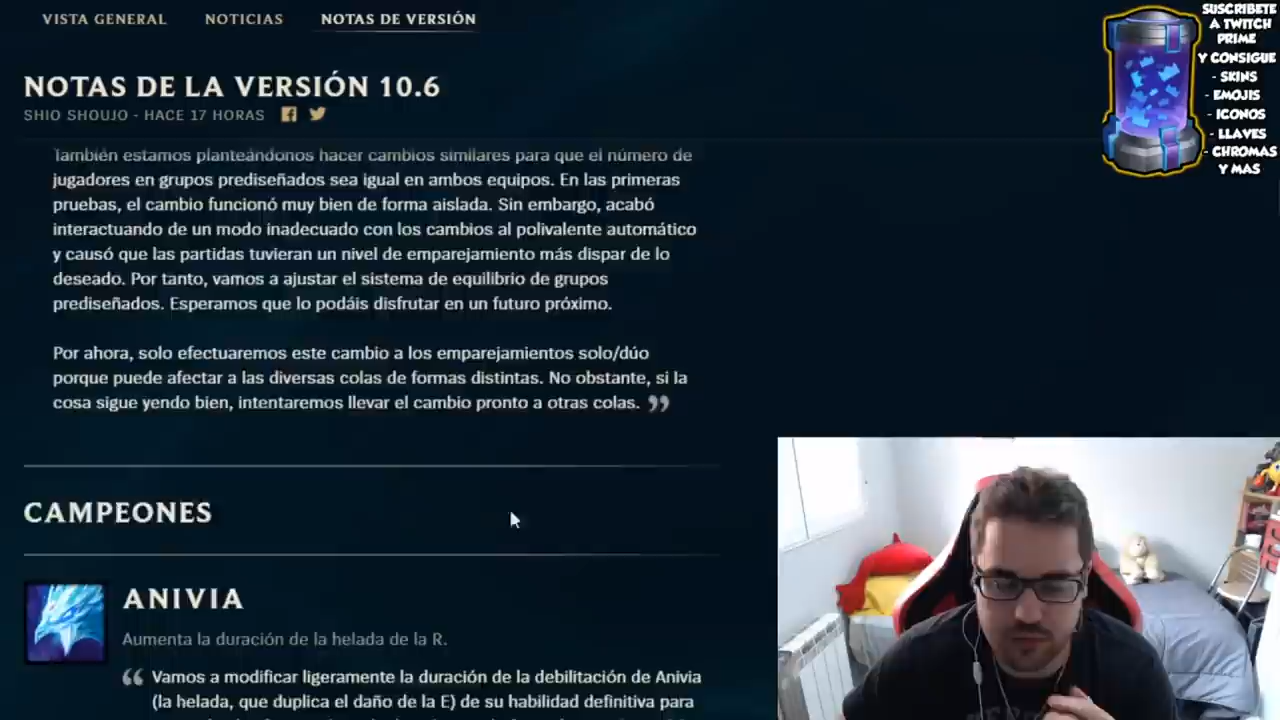 VISTA GENERAL NOTICIAS NOTAS DE VERSIÓN
NOTAS DE LA VERSIÓN 10.6
SHIO SHOUJO - HACE 17 HORAS
También estamos planteándonos hacer cambios similares para que el número de
jugadores en grupos prediseñados sea igual en ambos equipos. En las primeras
pruebas, el cambio funcionó muy bien de forma aislada. Sin embargo, acabó
interactuando de un modo inadecuado con los cambios al polivalente automático
y causó que las partidas tuvieran un nivel de emparejamiento más dispar de lo
deseado. Por tanto, vamos a ajustar el sistema de equilibrio de grupos
prediseñados. Esperamos que lo podáis disfrutar en un futuro próximo.
Por ahora, solo efectuaremos este cambio a los emparejamientos solo/dúo
porque puede afectar a las diversas colas de formas distintas. No obstante, si la
cosa sigue yendo bien, intentaremos llevar el cambio pronto a otras colas. ”
CAMPEONES
ANIVIA
Aumenta la duración de la helada de la R.
“ Vamos a modificar ligeramente la duración de la debilitación de Anivia
(la helada, que duplica el daño de la E) de su habilidad definitiva para
SUSCRIBETE
A TWITCH
PRIME
Y CONSIGUE
- SKINS
- EMOJIS
- ICONOS
- LLAVES
- CHROMAS
Y MAS